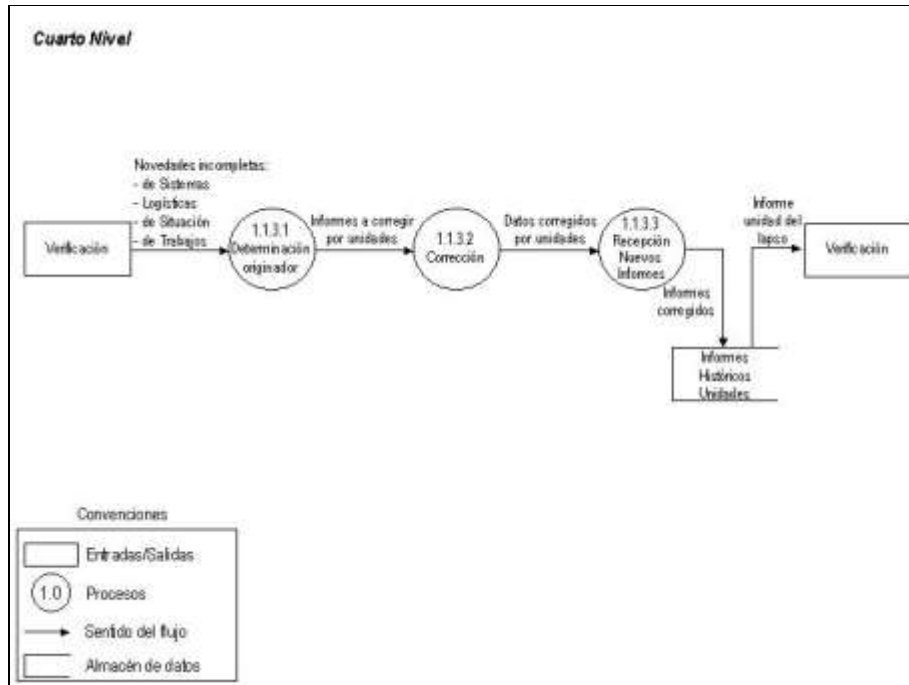 Cuarto Nivel
Novedades incompletas:
- de Sistemas
- Logísticas
- de Situación
- de Trabajos
Verificación
1.1.3.1
Determinación
originador
Informes a corregir
por unidades
1.1.3.2
Corrección
Datos corregidos
por unidades
1.1.3.3
Recepción
Nuevos
Informes
Informes
corregidos
Informes
Históricos
Unidades
Informe
unidad del
lapso
Verificación
Convenciones
Entradas/Salidas
1.0
Procesos
Sentido del flujo
Almacén de datos